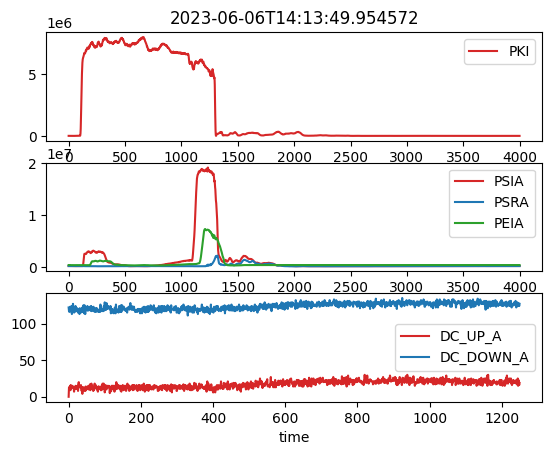 2023-06-06T14:13:49.954572
1e6
5
0
PKI
0 500 1000 1500 2000 2500 3000 3500 4000
1e7
2
1
0
PSIA
PSRA
PEIA
0 500 1000 1500 2000 2500 3000 3500 4000
100
50
0
DC_UP_A
DC_DOWN_A
0 200 400 600 800 1000 1200
time